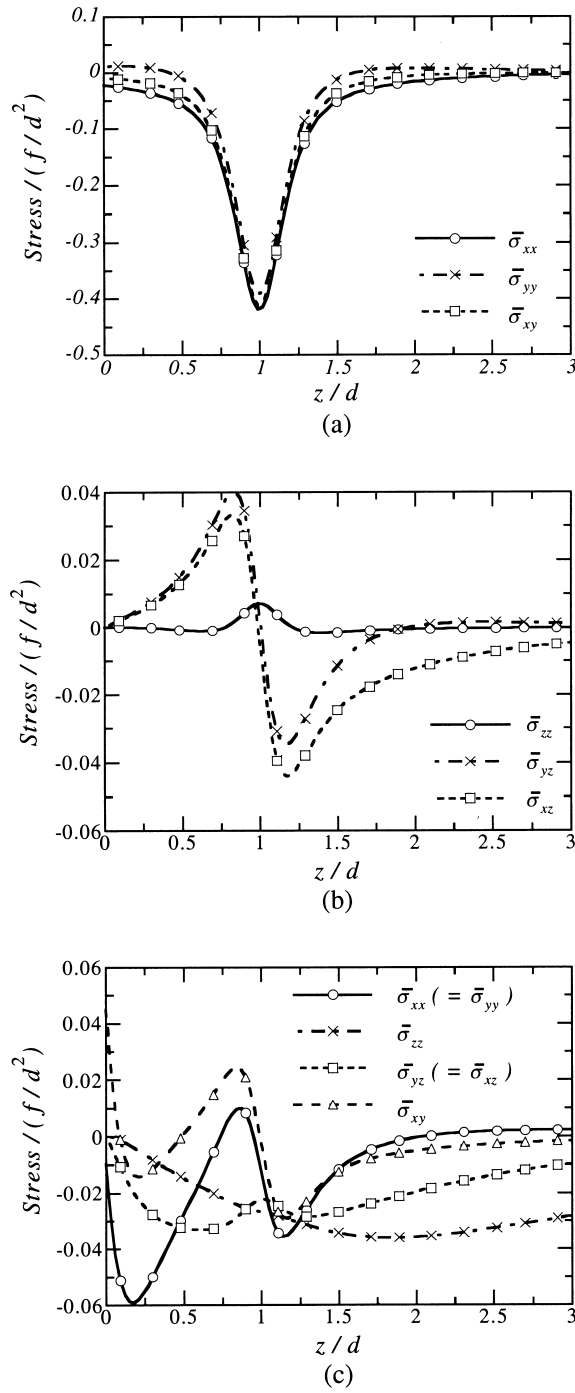 0.1
0
-0.1
-0.2
-0.3
-0.4
-0.5
Stress / ( f / d²)
σ̄xx
σ̄yy
σ̄xy
0 0.5 1 1.5 2 2.5 3
z / d
(a)
0.04
0.02
0
-0.02
-0.04
-0.06
Stress / ( f / d²)
σ̄zz
σ̄yz
σ̄xz
0 0.5 1 1.5 2 2.5 3
z / d
(b)
0.06
0.04
0.02
0
-0.02
-0.04
-0.06
Stress / ( f / d²)
σ̄xx ( = σ̄yy )
σ̄zz
σ̄yz ( = σ̄xz )
σ̄xy
0 0.5 1 1.5 2 2.5 3
z / d
(c)